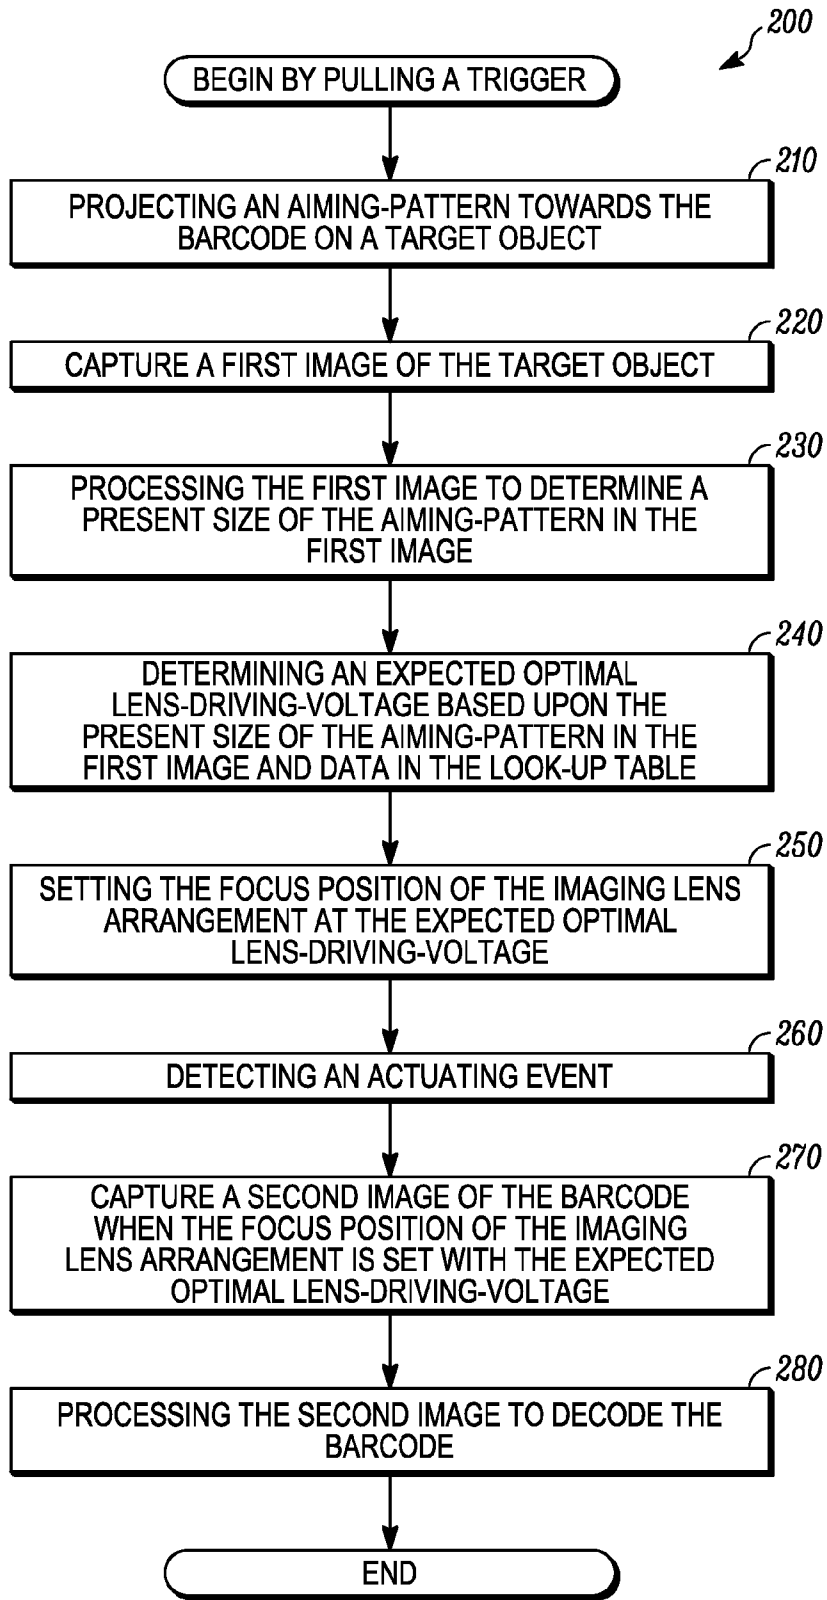 200
BEGIN BY PULLING A TRIGGER
210
PROJECTING AN AIMING-PATTERN TOWARDS THE
BARCODE ON A TARGET OBJECT
220
CAPTURE A FIRST IMAGE OF THE TARGET OBJECT
230
PROCESSING THE FIRST IMAGE TO DETERMINE A
PRESENT SIZE OF THE AIMING-PATTERN IN THE
FIRST IMAGE
240
DETERMINING AN EXPECTED OPTIMAL
LENS-DRIVING-VOLTAGE BASED UPON THE
PRESENT SIZE OF THE AIMING-PATTERN IN THE
FIRST IMAGE AND DATA IN THE LOOK-UP TABLE
250
SETTING THE FOCUS POSITION OF THE IMAGING LENS
ARRANGEMENT AT THE EXPECTED OPTIMAL
LENS-DRIVING-VOLTAGE
260
DETECTING AN ACTUATING EVENT
270
CAPTURE A SECOND IMAGE OF THE BARCODE
WHEN THE FOCUS POSITION OF THE IMAGING
LENS ARRANGEMENT IS SET WITH THE EXPECTED
OPTIMAL LENS-DRIVING-VOLTAGE
280
PROCESSING THE SECOND IMAGE TO DECODE THE
BARCODE
END